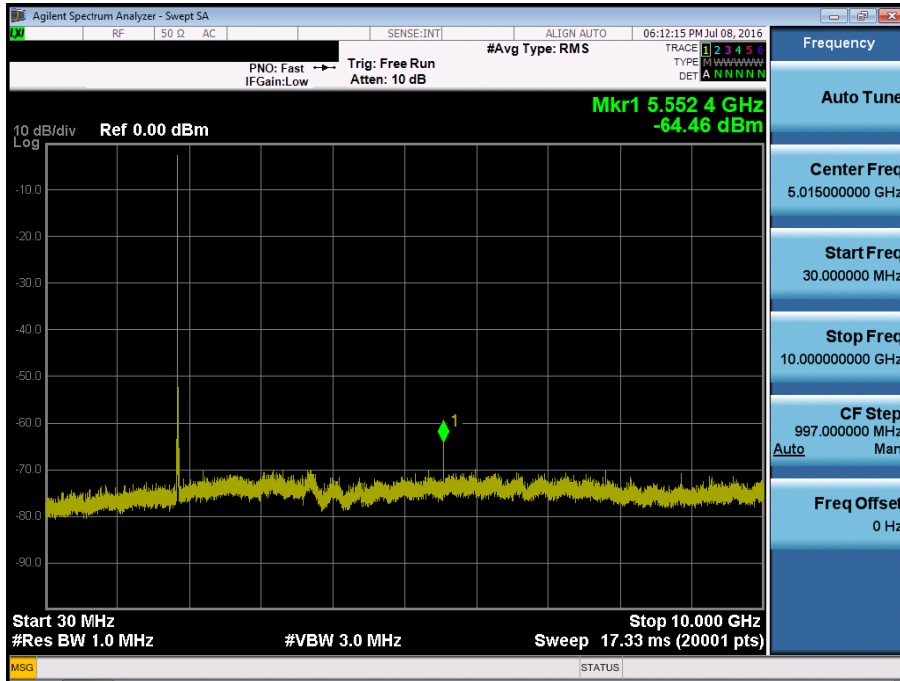 Agilent Spectrum Analyzer - Swept SA
LXI RF 50 Ω AC SENSE:INT ALIGN AUTO 06:12:15 PM Jul 08, 2016
#Avg Type: RMS
TRACE 1 2 3 4 5 6
TYPE M WWWWW
DET A N N N N N
PNO: Fast Trig: Free Run
IFGain:Low Atten: 10 dB
Mkr1 5.552 4 GHz
-64.46 dBm
10 dB/div Ref 0.00 dBm
Log
-10.0
-20.0
-30.0
-40.0
-50.0
-60.0
1
-70.0
-80.0
-90.0
Start 30 MHz Stop 10.000 GHz
#Res BW 1.0 MHz #VBW 3.0 MHz Sweep 17.33 ms (20001 pts)
MSG STATUS
Frequency
Auto Tune
Center Freq
5.015000000 GHz
Start Freq
30.000000 MHz
Stop Freq
10.000000000 GHz
CF Step
997.000000 MHz
Auto Man
Freq Offset
0 Hz